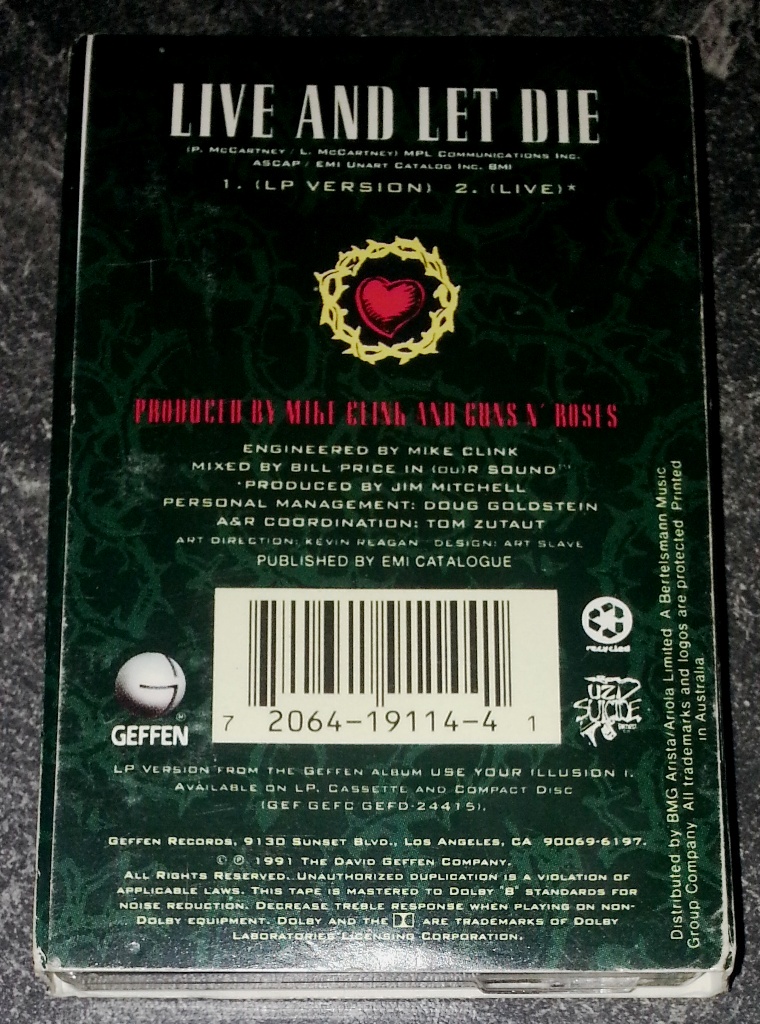 LIVE AND LET DIE
(P. McCARTNEY / L. McCARTNEY) MPL COMMUNICATIONS INC.
ASCAP / EMI UNART CATALOG INC. BMI
1. (LP VERSION) 2. (LIVE)*
PRODUCED BY MIKE CLINK AND GUNS N' ROSES
ENGINEERED BY MIKE CLINK
MIXED BY BILL PRICE IN (OU)R SOUND™
*PRODUCED BY JIM MITCHELL
PERSONAL MANAGEMENT: DOUG GOLDSTEIN
A&R COORDINATION: TOM ZUTAUT
ART DIRECTION: KEVIN REAGAN DESIGN: ART SLAVE
PUBLISHED BY EMI CATALOGUE
7 2064-19114-4 1
GEFFEN
recycled
UZI
SUICIDE
LP VERSION FROM THE GEFFEN ALBUM USE YOUR ILLUSION I.
AVAILABLE ON LP, CASSETTE AND COMPACT DISC
(GEF GEFC GEFD-24415).
GEFFEN RECORDS, 9130 SUNSET BLVD., LOS ANGELES, CA 90069-6197.
© ℗ 1991 THE DAVID GEFFEN COMPANY.
ALL RIGHTS RESERVED. UNAUTHORIZED DUPLICATION IS A VIOLATION OF
APPLICABLE LAWS. THIS TAPE IS MASTERED TO DOLBY "B" STANDARDS FOR
NOISE REDUCTION. DECREASE TREBLE RESPONSE WHEN PLAYING ON NON-
DOLBY EQUIPMENT. DOLBY AND THE ARE TRADEMARKS OF DOLBY
LABORATORIES LICENSING CORPORATION.
Distributed by BMG Arista/Ariola Limited A Bertelsmann Music
Group Company All trademarks and logos are protected Printed
in Australia